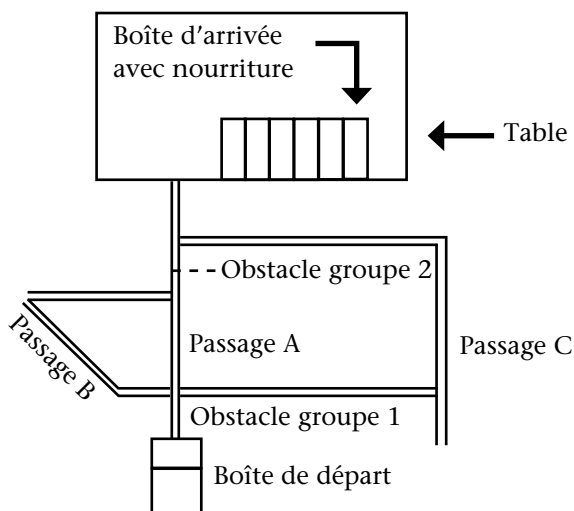 Boîte d'arrivée
avec nourriture
Table
Obstacle groupe 2
Passage B
Passage A
Passage C
Obstacle groupe 1
Boîte de départ